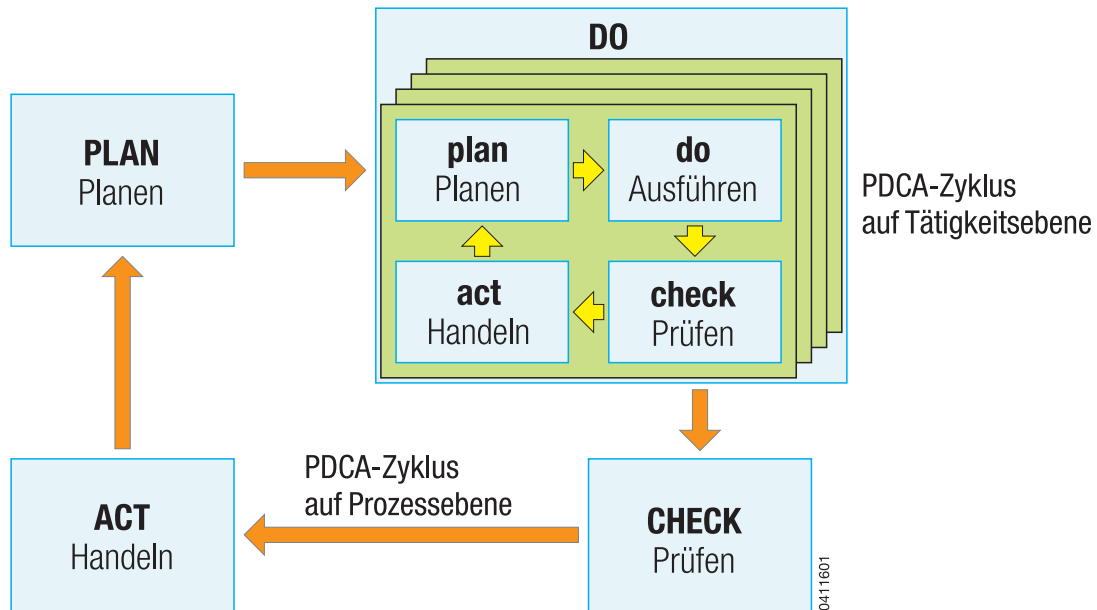 DO
PLAN
Planen
plan
Planen
do
Ausführen
act
Handeln
check
Prüfen
PDCA-Zyklus
auf Tätigkeitsebene
PDCA-Zyklus
auf Prozessebene
ACT
Handeln
CHECK
Prüfen
0411601